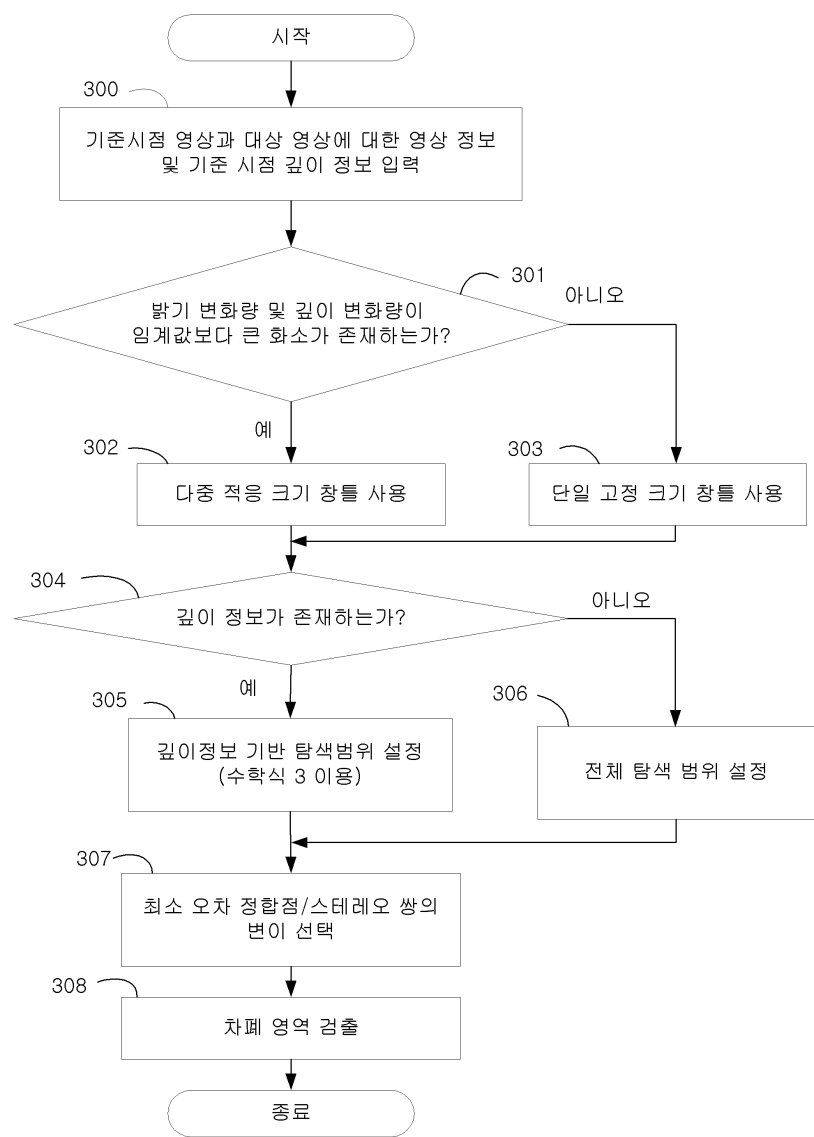 시작
300
기준시점 영상과 대상 영상에 대한 영상 정보
및 기준 시점 깊이 정보 입력
301
아니오
밝기 변화량 및 깊이 변화량이
임계값보다 큰 화소가 존재하는가?
예
302
303
다중 적응 크기 창틀 사용
단일 고정 크기 창틀 사용
304
아니오
깊이 정보가 존재하는가?
예
305
306
깊이정보 기반 탐색범위 설정
(수학식 3 이용)
전체 탐색 범위 설정
307
최소 오차 정합점/스테레오 쌍의
변이 선택
308
차폐 영역 검출
종료